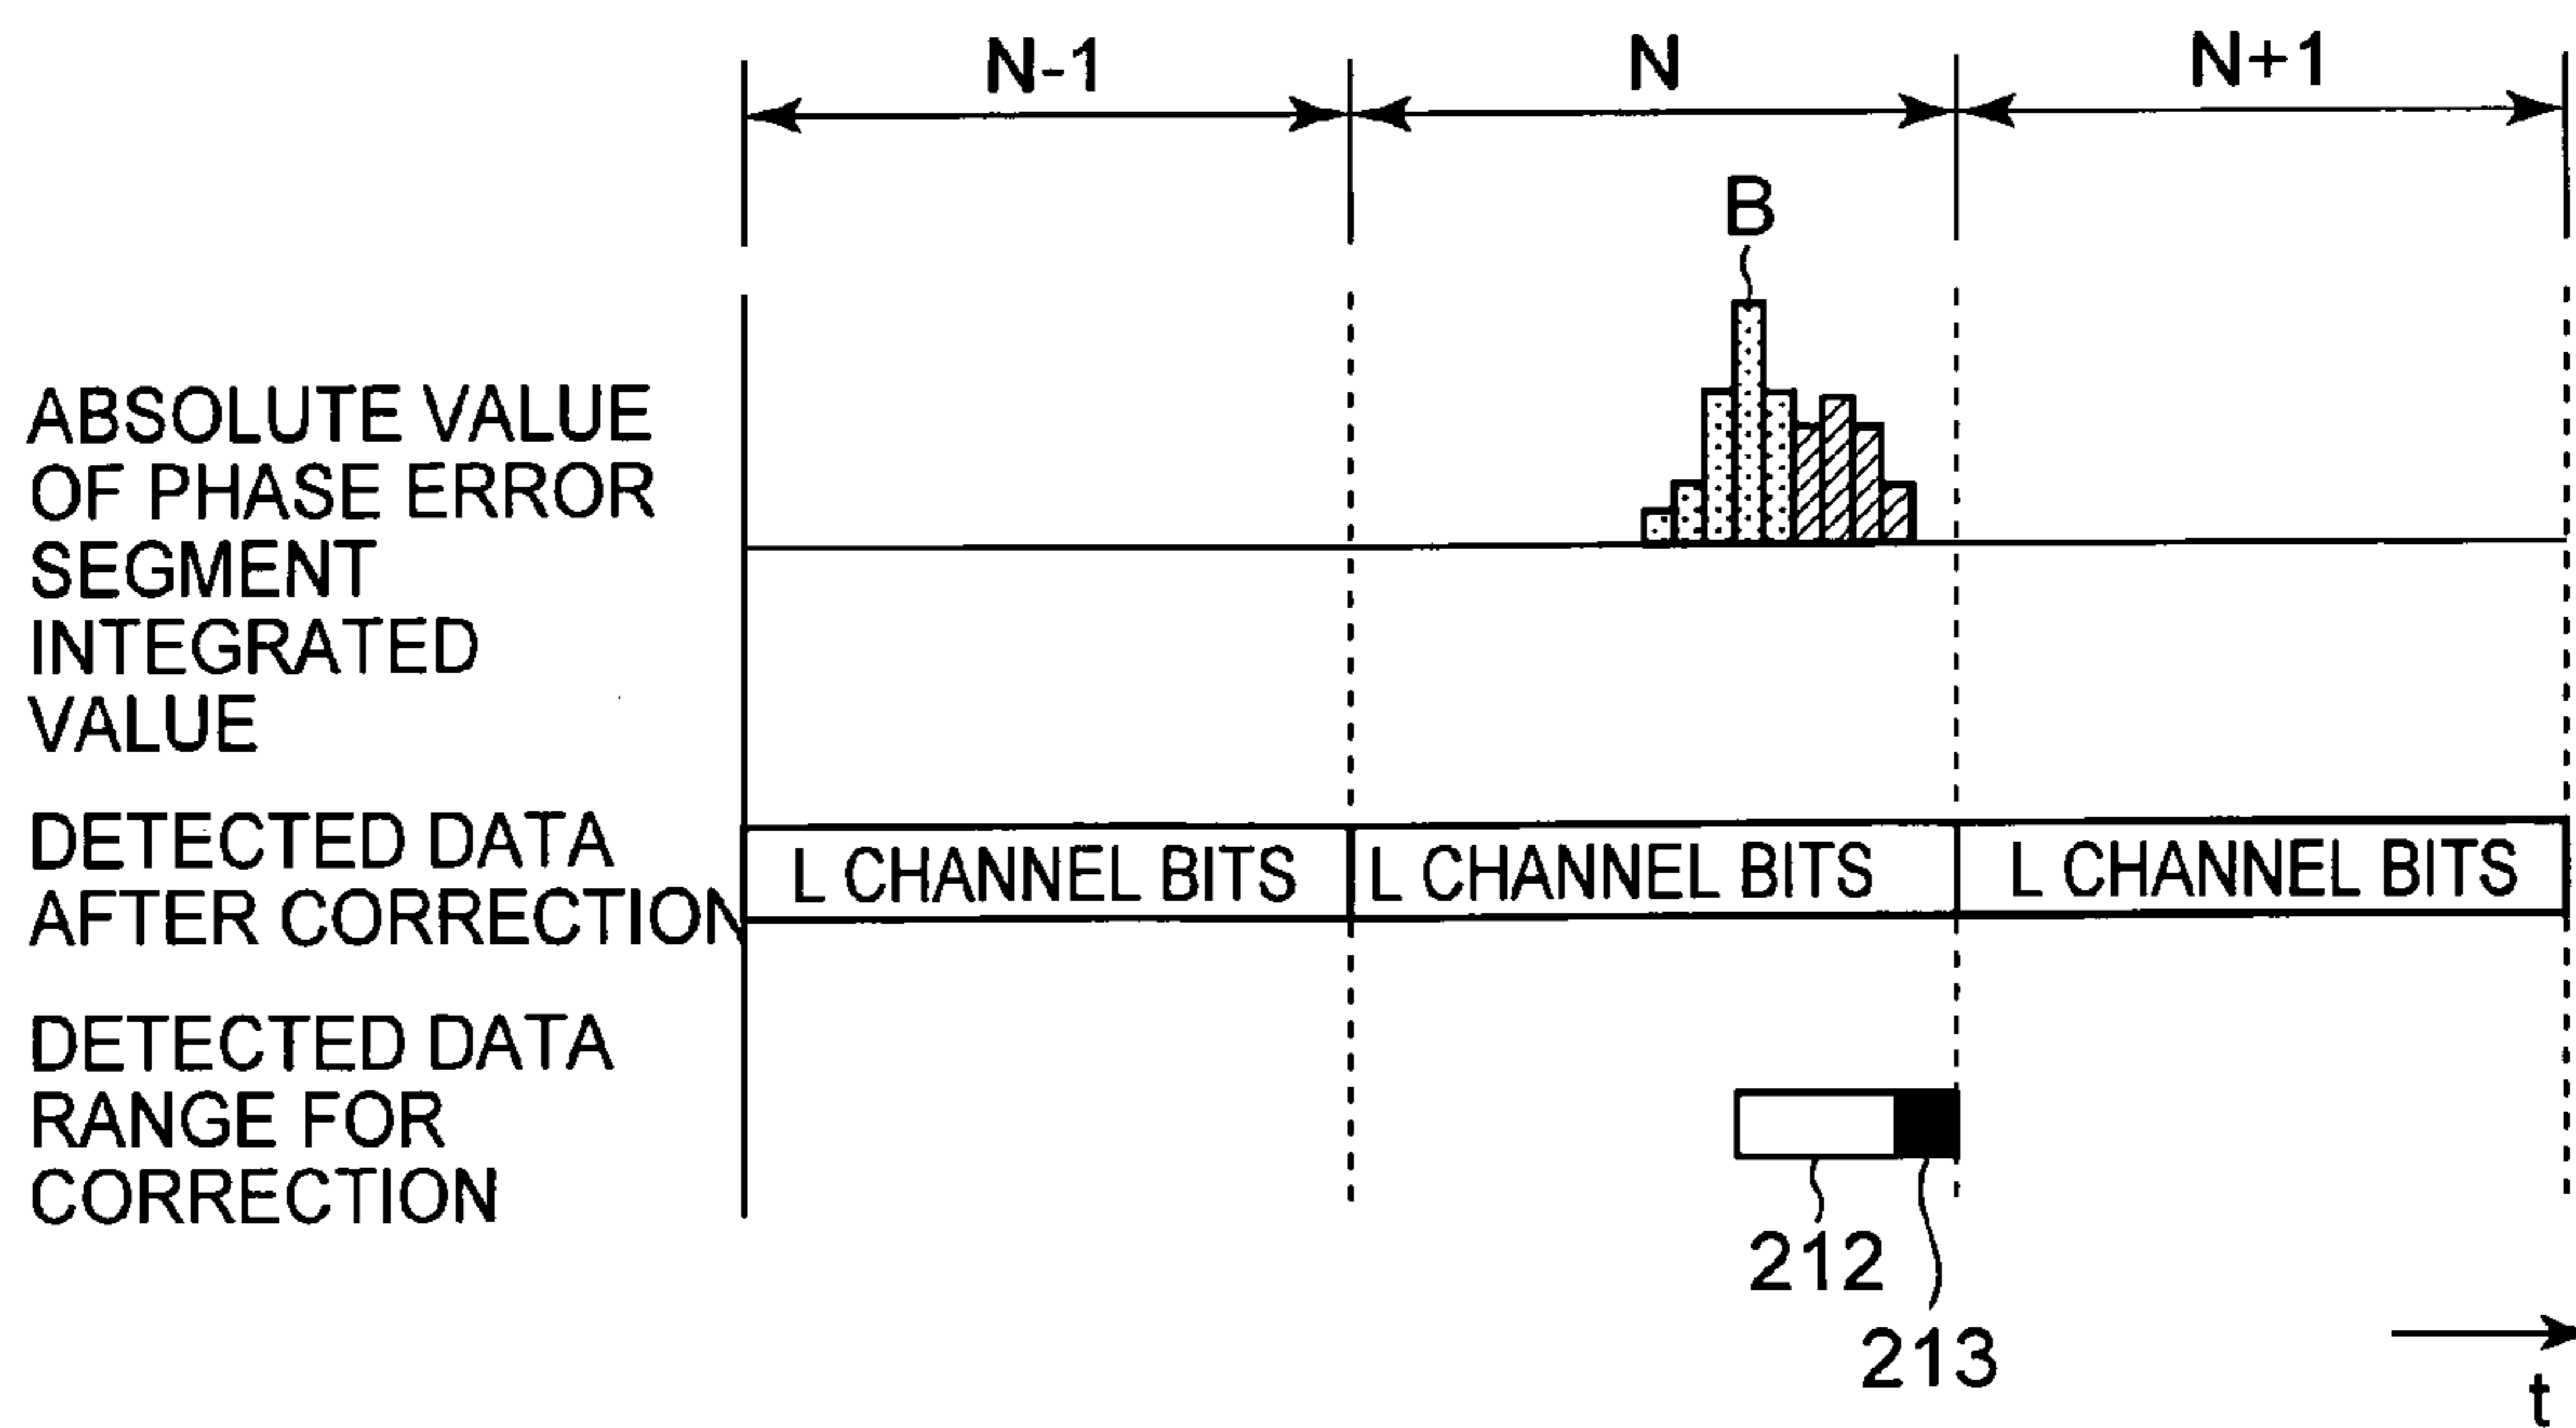 N-1 N N+1
B
ABSOLUTE VALUE
OF PHASE ERROR
SEGMENT
INTEGRATED
VALUE
DETECTED DATA
AFTER CORRECTION
L CHANNEL BITS L CHANNEL BITS L CHANNEL BITS
DETECTED DATA
RANGE FOR
CORRECTION
212
213
t